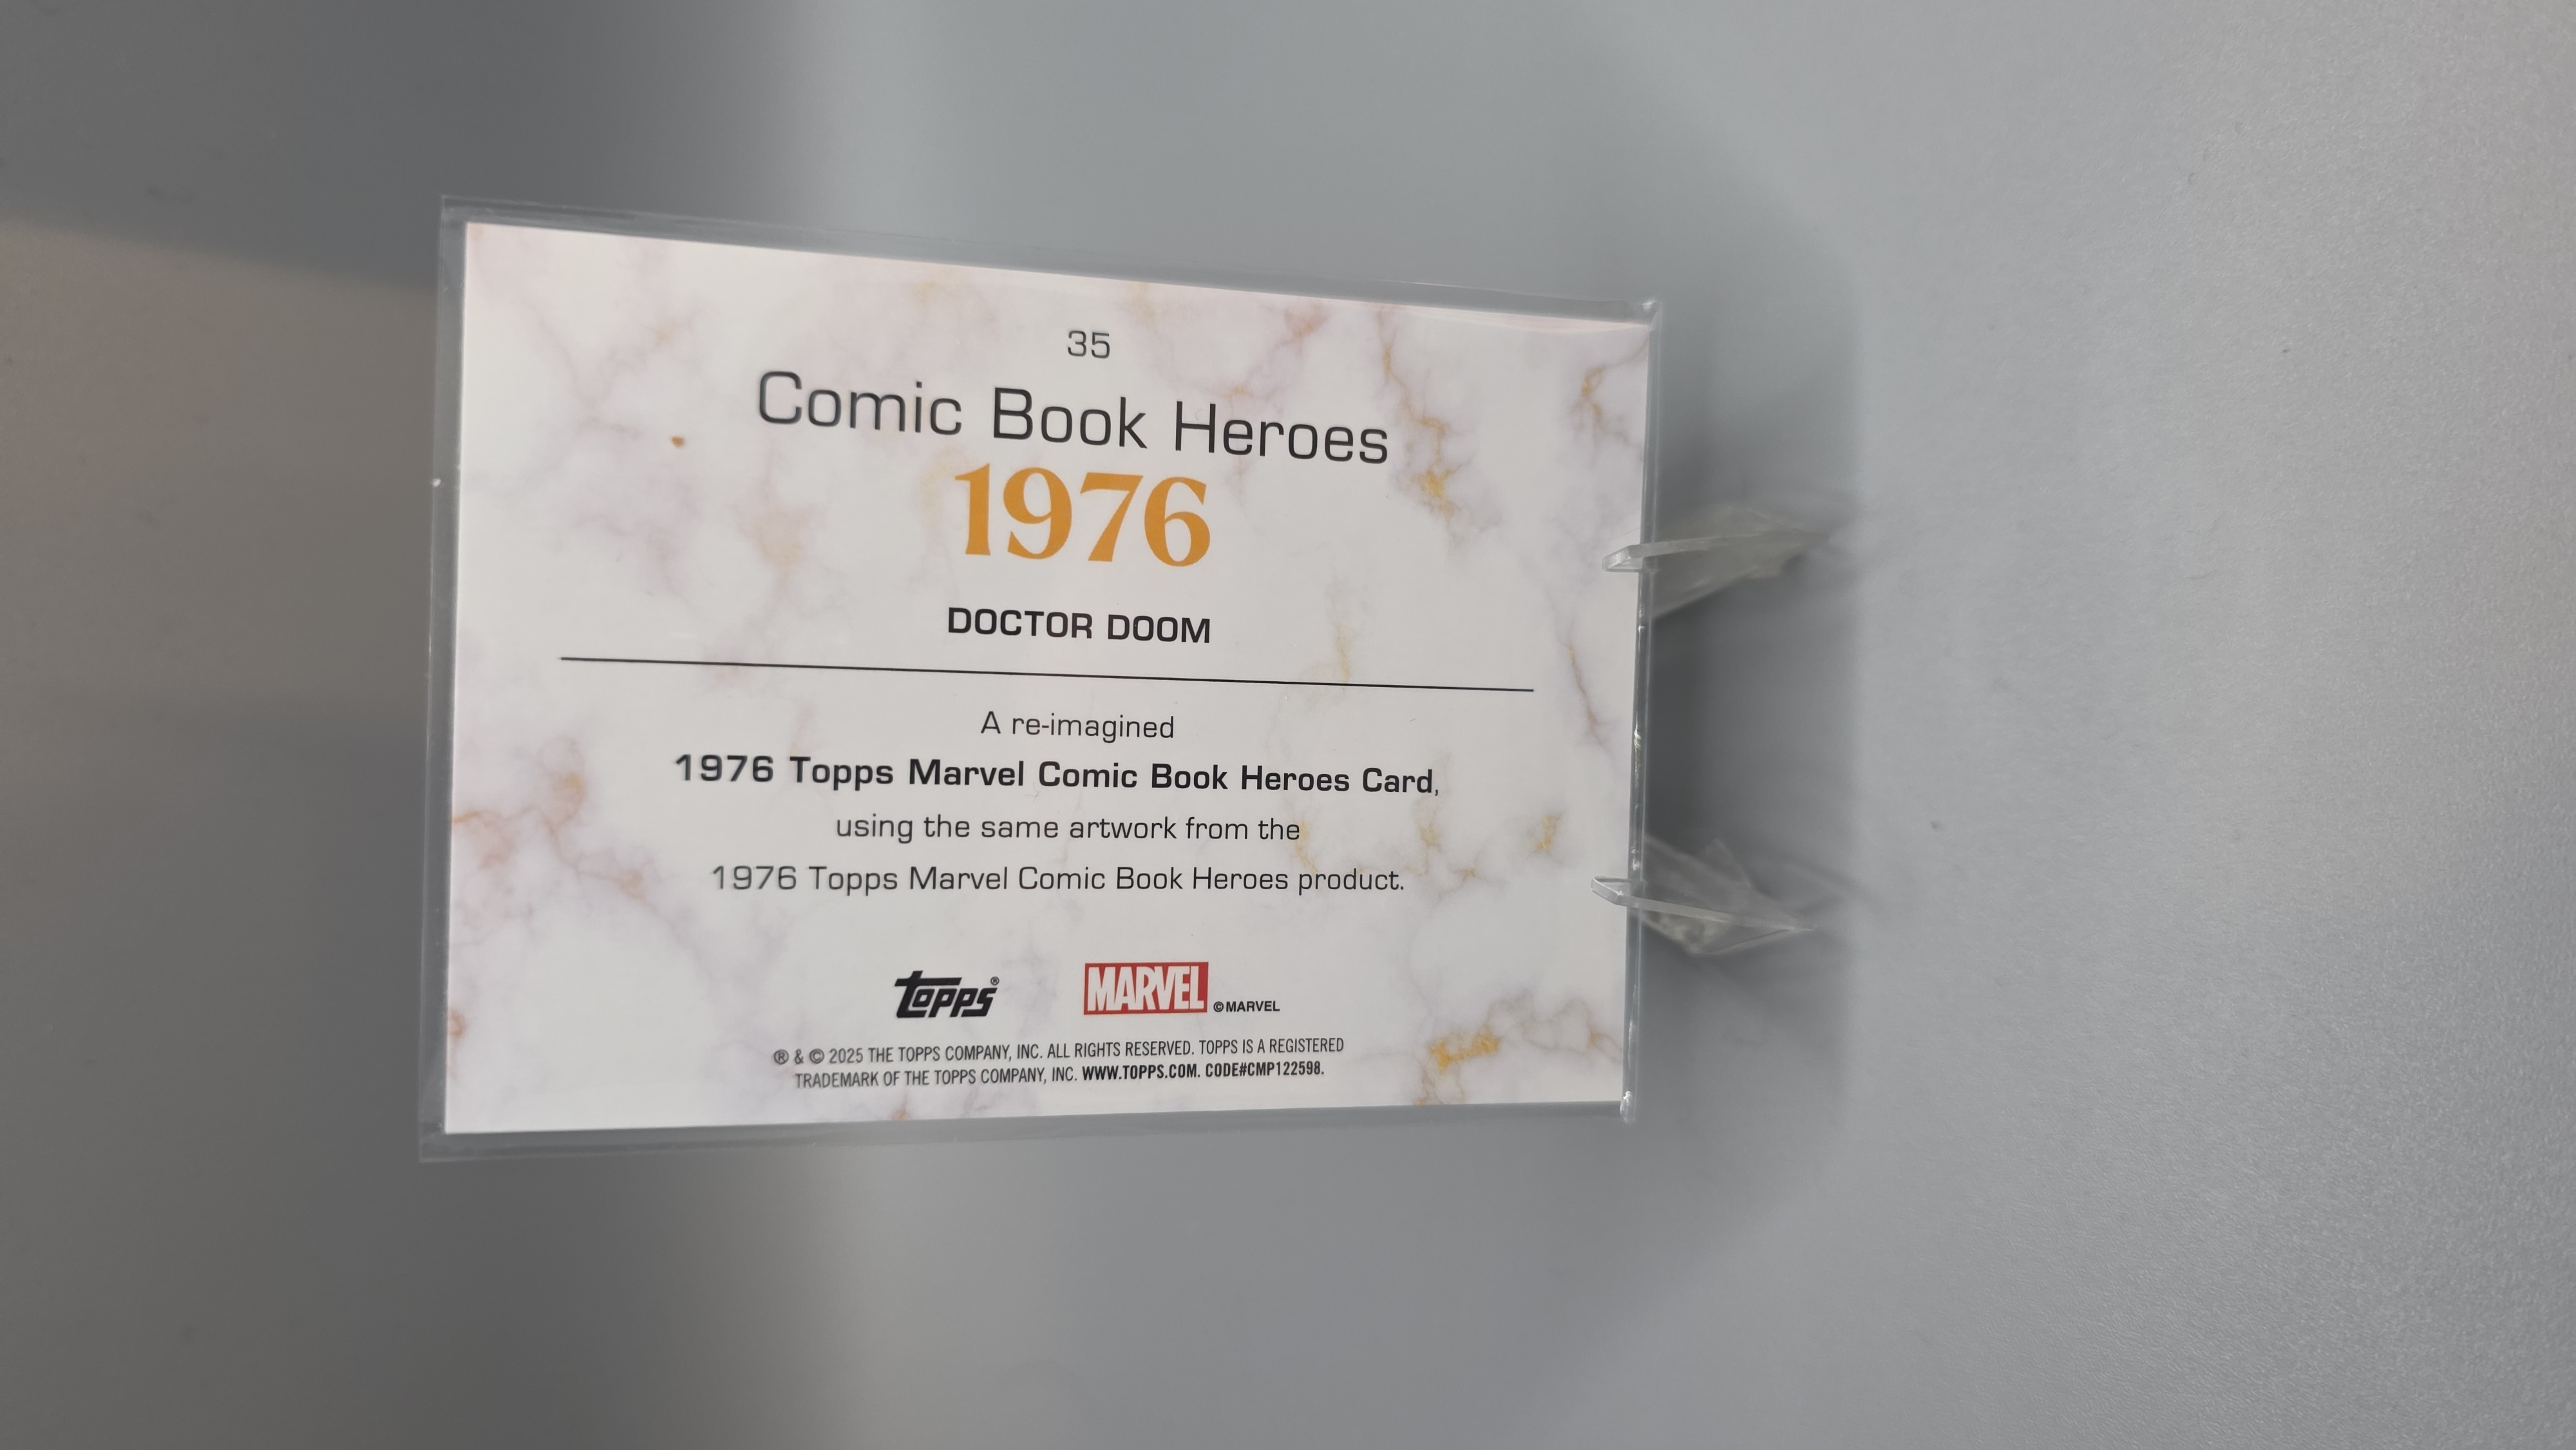 35
Comic Book Heroes
1976
DOCTOR DOOM
A re-imagined
1976 Topps Marvel Comic Book Heroes Card,
using the same artwork from the
1976 Topps Marvel Comic Book Heroes product.
Topps® MARVEL ©MARVEL
® & © 2025 THE TOPPS COMPANY, INC. ALL RIGHTS RESERVED. TOPPS IS A REGISTERED
TRADEMARK OF THE TOPPS COMPANY, INC. WWW.TOPPS.COM. CODE#CMP122598.